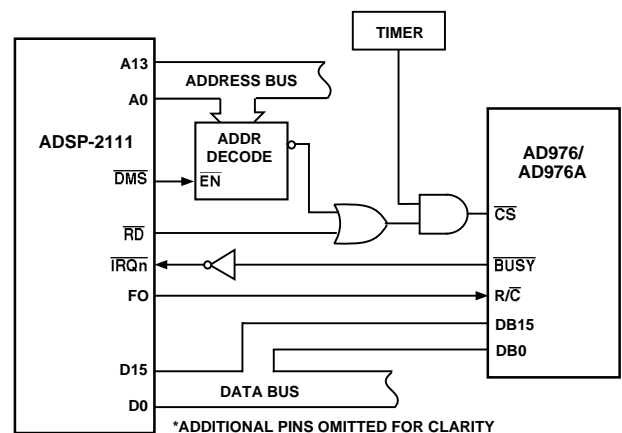 TIMER
A13
ADDRESS BUS
A0
ADSP-2111
ADDR
DECODE
AD976/
AD976A
DMS
EN
CS
RD
IRQn
BUSY
FO
R/C
DB15
DB0
D15
DATA BUS
D0
*ADDITIONAL PINS OMITTED FOR CLARITY